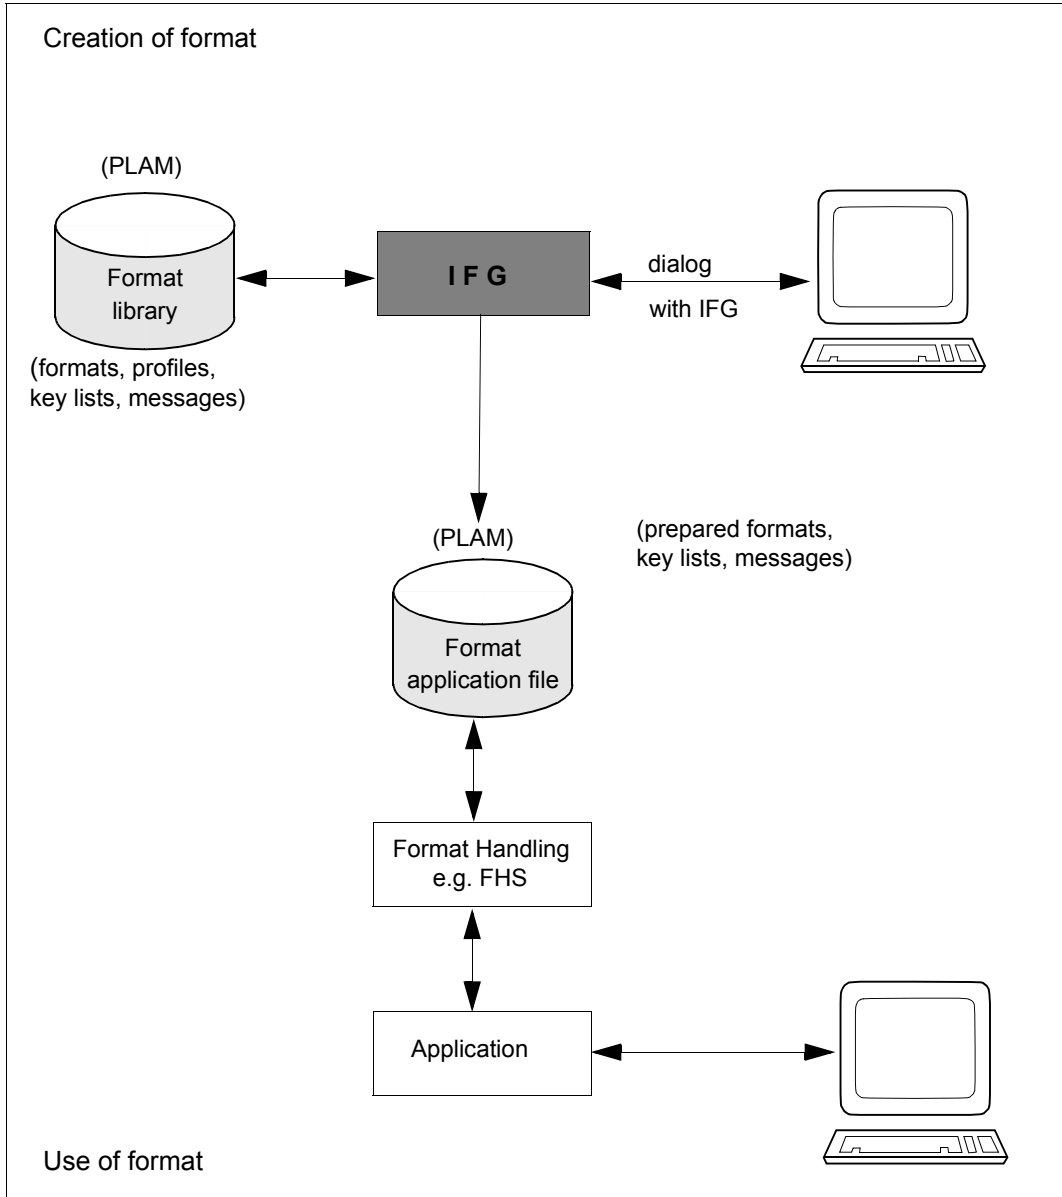 Creation of format
(PLAM)
Format
library
(formats, profiles,
key lists, messages)
I F G
dialog
with IFG
(PLAM)
(prepared formats,
key lists, messages)
Format
application file
Format Handling
e.g. FHS
Application
Use of format